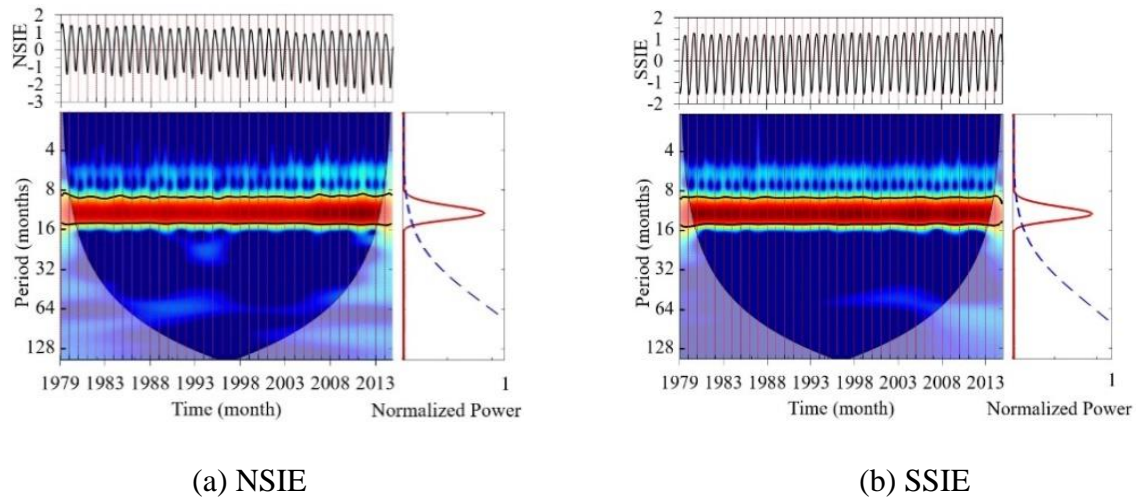 2
1
0
-1
-2
-3
NSIE
4
8
16
32
64
128
Period (months)
1979 1983 1988 1993 1998 2003 2008 2013
1
Time (month)
Normalized Power
(a) NSIE
2
1
0
-1
-2
SSIE
4
8
16
32
64
128
Period (months)
1979 1983 1988 1993 1998 2003 2008 2013
1
Time (month)
Normalized Power
(b) SSIE